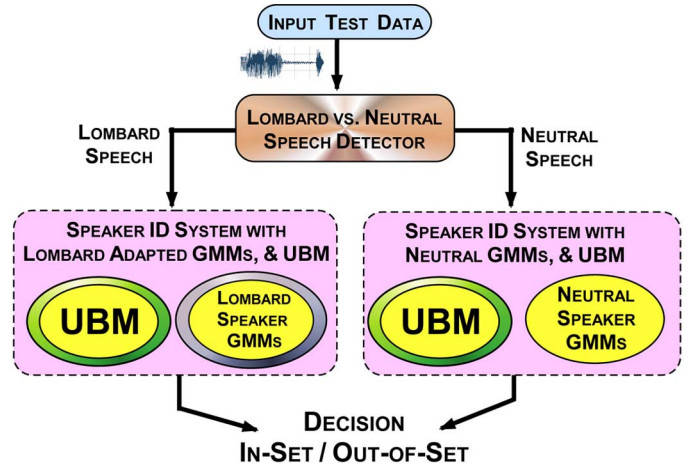 INPUT TEST DATA
LOMBARD VS. NEUTRAL
SPEECH DETECTOR
LOMBARD
SPEECH
NEUTRAL
SPEECH
SPEAKER ID SYSTEM WITH
LOMBARD ADAPTED GMMS, & UBM
UBM
LOMBARD
SPEAKER
GMMS
SPEAKER ID SYSTEM WITH
NEUTRAL GMMS, & UBM
UBM
NEUTRAL
SPEAKER
GMMS
DECISION
IN-SET / OUT-OF-SET